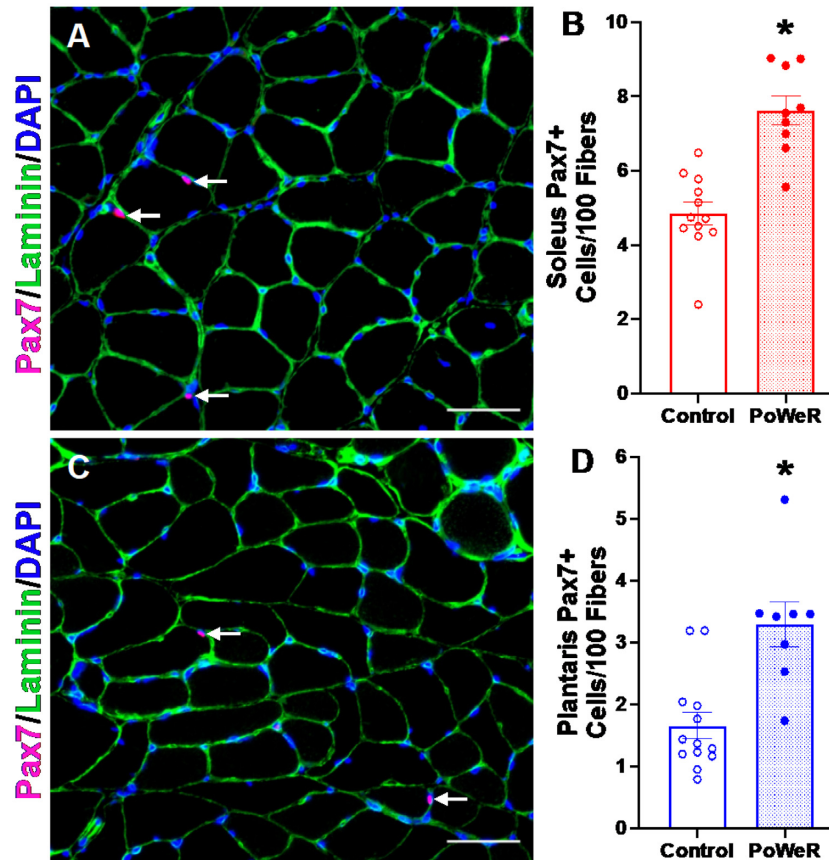 Pax7/Laminin/DAPI
A
B
*
Soleus Pax7+
Cells/100 Fibers
10
8
6
4
2
0
Control PoWeR
Pax7/Laminin/DAPI
C
D
*
Plantaris Pax7+
Cells/100 Fibers
6
5
4
3
2
1
0
Control PoWeR